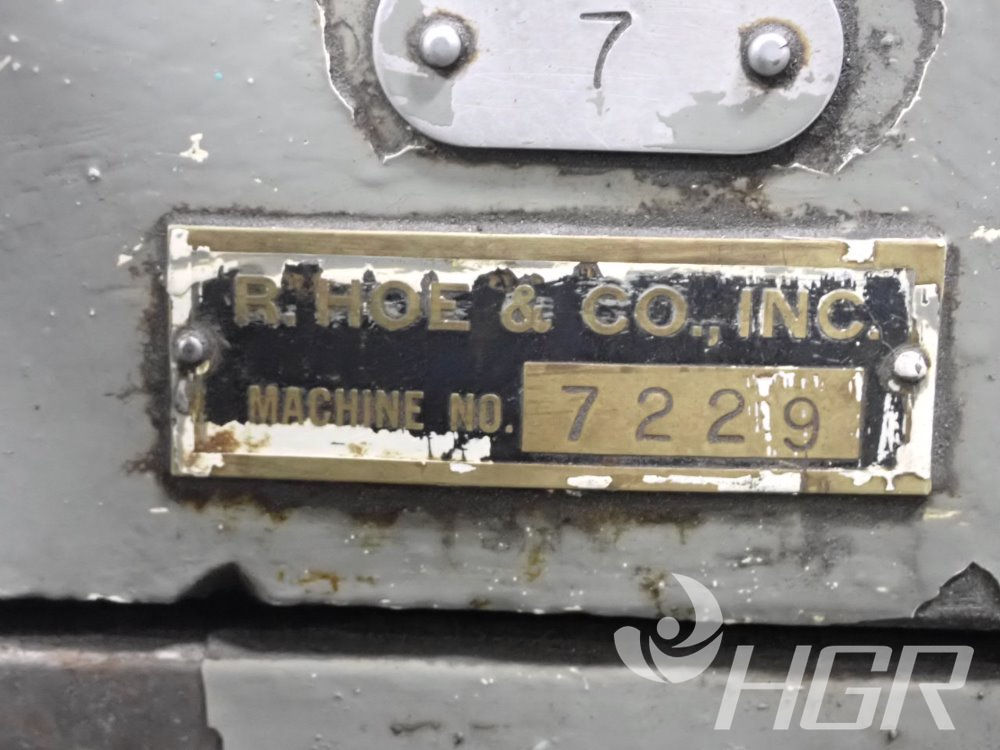 7
R. HOE & CO., INC.
MACHINE NO. 7229
HGR